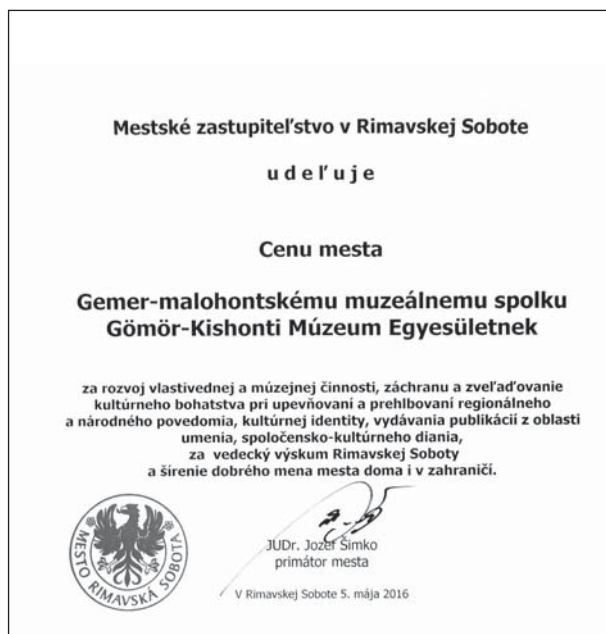 Mestské zastupiteľstvo v Rimavskej Sobote
udeľuje
Cenu mesta
Gemer-malohontskému muzeálnemu spolku
Gömör-Kishonti Múzeum Egyesületnek
za rozvoj vlastivednej a múzejnej činnosti, záchranu a zveľaďovanie
kultúrneho bohatstva pri upevňovaní a prehlbovaní regionálneho
a národného povedomia, kultúrnej identity, vydávania publikácií z oblasti
umenia, spoločensko-kultúrneho diania,
za vedecký výskum Rimavskej Soboty
a šírenie dobrého mena mesta doma i v zahraničí.
JUDr. Jozef Šimko
primátor mesta
V Rimavskej Sobote 5. mája 2016
MESTO RIMAVSKÁ SOBOTA